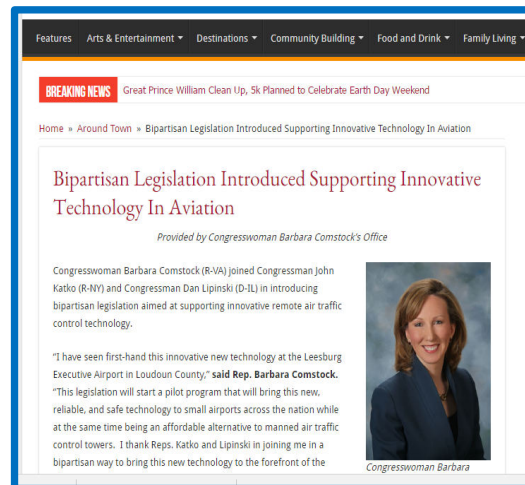 Features Arts & Entertainment Destinations Community Building Food and Drink Family Living
BREAKING NEWS Great Prince William Clean Up, 5k Planned to Celebrate Earth Day Weekend
Home » Around Town » Bipartisan Legislation Introduced Supporting Innovative Technology In Aviation
Bipartisan Legislation Introduced Supporting Innovative
Technology In Aviation
Provided by Congresswoman Barbara Comstock's Office
Congresswoman Barbara Comstock (R-VA) joined Congressman John
Katko (R-NY) and Congressman Dan Lipinski (D-IL) in introducing
bipartisan legislation aimed at supporting innovative remote air traffic
control technology.
“I have seen first-hand this innovative new technology at the Leesburg
Executive Airport in Loudoun County,” said Rep. Barbara Comstock.
“This legislation will start a pilot program that will bring this new,
reliable, and safe technology to small airports across the nation while
at the same time being an affordable alternative to manned air traffic
control towers. I thank Reps. Katko and Lipinski in joining me in a
bipartisan way to bring this new technology to the forefront of the
Congresswoman Barbara